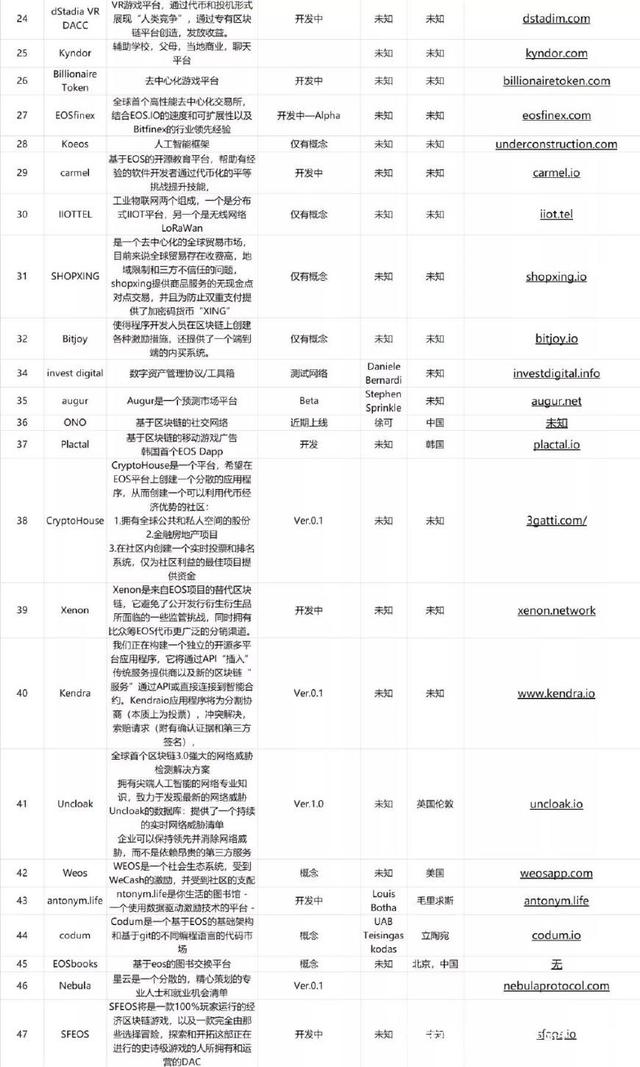 24 dStadia VR DACC VR游戏平台，通过代币和投机形式展现“人类竞争”，通过专有区块链平台创造，发放收益。 开发中 未知 未知 dstadim.com
25 Kyndor 辅助学校，父母，当地商业，聊天平台 未知 未知 kyndor.com
26 Billionaire Token 去中心化游戏平台 开发中 未知 未知 billionairetoken.com
27 EOSfinex 全球首个高性能去中心化交易所，结合EOS.IO的速度和可扩展性以及Bitfinex的行业领先经验 开发中—Alpha 未知 未知 eosfinex.com
28 Koeos 人工智能框架 仅有概念 未知 未知 underconstruction.com
29 carmel 基于EOS的开源教育平台，帮助有经验的软件开发者通过代币化的平等挑战提升技能， 开发中 未知 未知 carmel.io
30 IIOTTEL 工业物联网两个组成，一个是分布式IIOT平台，另一个是无线网络LoRaWan 仅有概念 未知 未知 iiot.tel
31 SHOPXING 是一个去中心化的全球贸易市场，目前来说全球贸易存在收费高，地域限制和三方不信任的问题，shopxing提供商品服务的无现金点对点交易，并且为防止双重支付提供了加密码货币“XING” 仅有概念 未知 未知 shopxing.io
32 Bitjoy 使得程序开发人员在区块链上创建各种激励措施，还提供了一个端到端的内买系统。 仅有概念 未知 未知 bitjoy.io
34 invest digital 数字资产管理协议/工具箱 测试网络 Daniele Bernardi 未知 investdigital.info
35 augur Augur是一个预测市场平台 Beta Stephen Sprinkle 未知 augur.net
36 ONO 基于区块链的社交网络 近期上线 徐可 中国 未知
37 Plactal 基于区块链的移动游戏广告 韩国首个EOS Dapp 开发 未知 韩国 plactal.io
38 CryptoHouse CryptoHouse是一个平台，希望在EOS平台上创建一个分散的应用程序，从而创建一个可以利用代币经济优势的社区： 1.拥有全球公共和私人空间的股份 2.金融房地产项目 3.在社区内创建一个实时投票和排名系统，仅为社区利益的最佳项目提供资金 Ver.0.1 未知 未知 3gatti.com/
39 Xenon Xenon是来自EOS项目的替代区块链，它避免了公开发行衍生衍生品所面临的一些监管挑战，同时拥有比众筹EOS代币更广泛的分销渠道。 开发中 未知 未知 xenon.network
40 Kendra 我们正在构建一个独立的开源多平台应用程序，它将通过API“插入”传统服务提供商以及新的区块链“服务”通过API或直接连接到智能合约。Kendraio应用程序将为分割协商（本质上为投票），冲突解决，索赔请求（附有确认证据和第三方签名）， Ver.0.1 未知 未知 www.kendra.io
41 Uncloak 全球首个区块链3.0强大的网络威胁检测解决方案 拥有尖端人工智能的网络专业知识，致力于发现最新的网络威胁 Uncloak的数据库：提供了一个持续的实时网络威胁清单 企业可以保持领先并消除网络威胁，而不是依赖昂贵的第三方服务 Ver.1.0 未知 英国伦敦 uncloak.io
42 Weos WEOS是一个社会生态系统，受到WeCash的激励，并受到社区的支配 概念 未知 美国 weosapp.com
43 antonym.life ntonym.life是你生活的图书馆 - 一个使用数据驱动激励技术的平台 - 开发中 Louis Botha 毛里求斯 antonym.life
44 codum Codum是一个基于EOS的基础架构和基于git的不同编程语言的代码市场 概念 UAB Teisingas kodas 立陶宛 codum.io
45 EOSbooks 基于eos的图书交换平台 概念 未知 北京，中国 无
46 Nebula 星云是一个分散的，精心策划的专业人士和就业机会清单 Ver.0.1 nebulaprotocol.com
47 SFEOS SFEOS将是一款100%玩家运行的经济区块链游戏，以及一款完全由那些选择冒险，探索和开拓这部正在进行的史诗级游戏的人所拥有和运营的DAC 开发中 未知